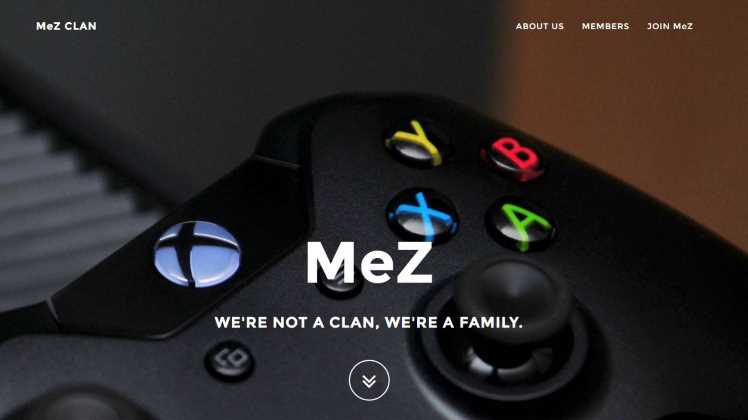 MeZ CLAN
ABOUT US MEMBERS JOIN MeZ
Y
B
X
A
MeZ
WE'RE NOT A CLAN, WE'RE A FAMILY.